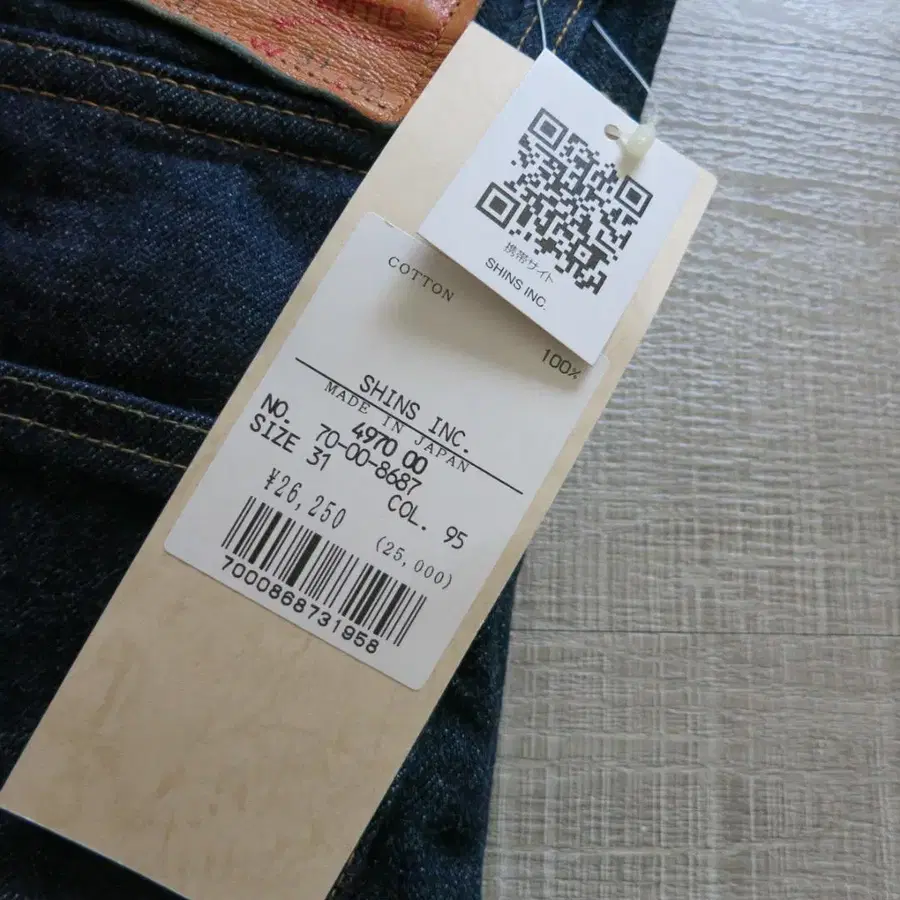 携帯サイト
SHINS INC.
COTTON
100%
SHINS INC.
MADE IN JAPAN
4970 00
NO. 70-00-8687
SIZE 31 COL. 95
¥26,250
(25,000)
7000868731958